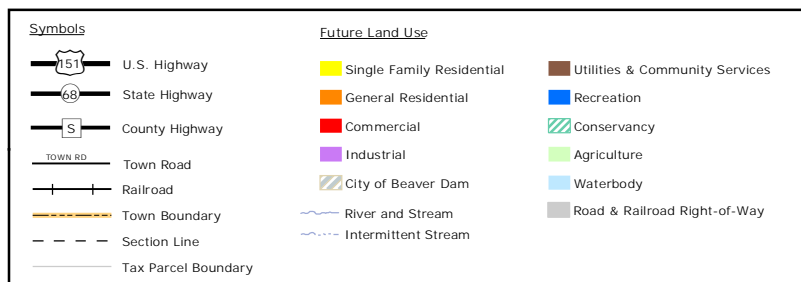 Symbols
151 U.S. Highway
68 State Highway
S County Highway
TOWN RD Town Road
Railroad
Town Boundary
Section Line
Tax Parcel Boundary
Future Land Use
Single Family Residential
General Residential
Commercial
Industrial
City of Beaver Dam
River and Stream
Intermittent Stream
Utilities & Community Services
Recreation
Conservancy
Agriculture
Waterbody
Road & Railroad Right-of-Way